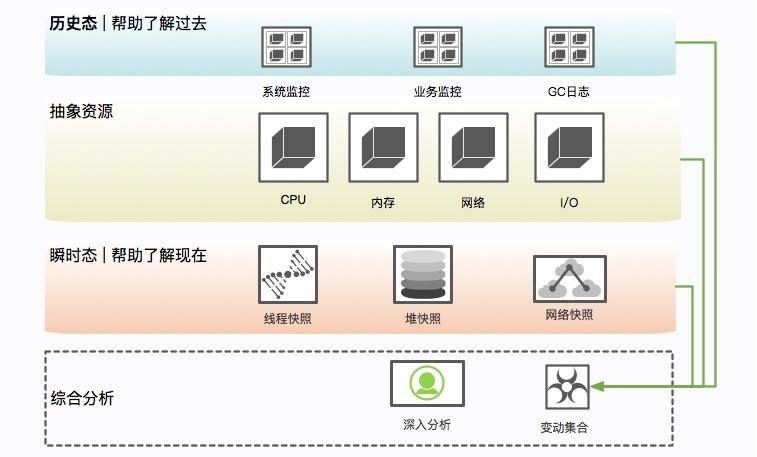 历史态 | 帮助了解过去
系统监控
业务监控
GC日志
抽象资源
CPU
内存
网络
I/O
瞬时态 | 帮助了解现在
线程快照
堆快照
网络快照
综合分析
深入分析
变动集合